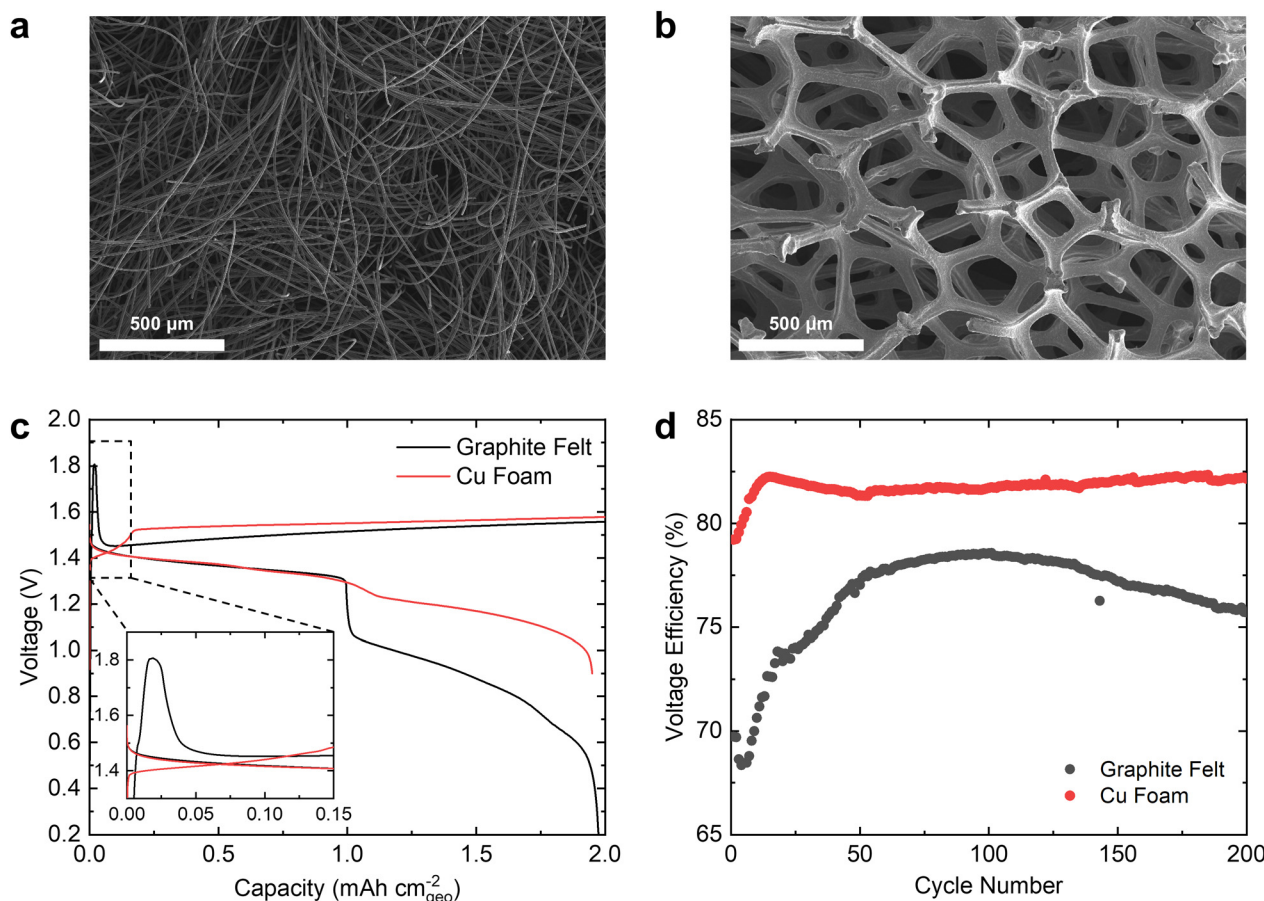 a
b
500 µm
500 µm
c
Graphite Felt
Cu Foam
Voltage (V)
2.0
1.8
1.6
1.4
1.2
1.0
0.8
0.6
0.4
0.2
1.8
1.6
1.4
0.00 0.05 0.10 0.15
0.0 0.5 1.0 1.5 2.0
Capacity (mAh cm⁻²geo)
d
Voltage Efficiency (%)
85
80
75
70
65
Graphite Felt
Cu Foam
0 50 100 150 200
Cycle Number